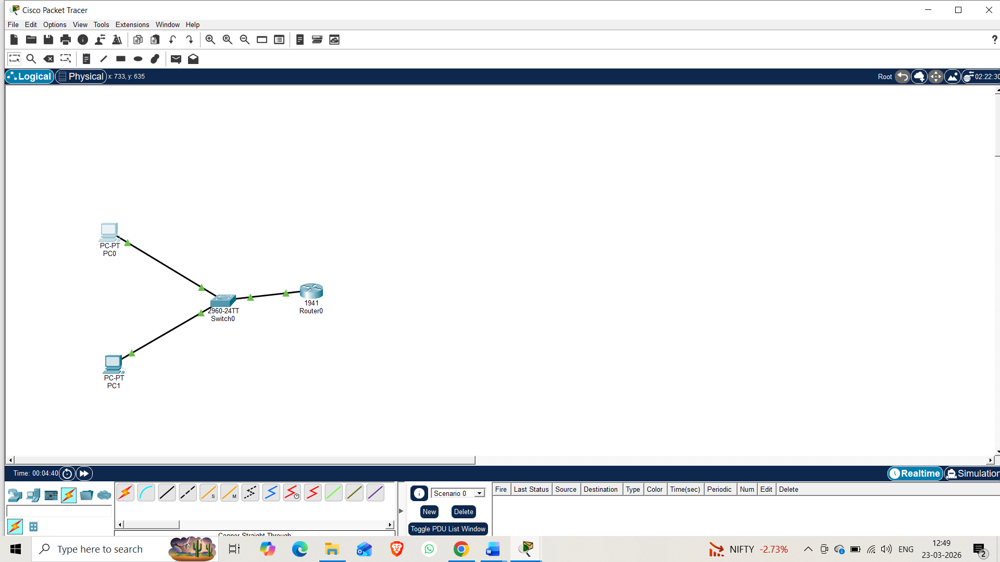 Cisco Packet Tracer
File Edit Options View Tools Extensions Window Help
?
Logical Physical x: 733, y: 635 Root 02:22:30
PC-PT
PC0
1941
Router0
2960-24TT
Switch0
PC-PT
PC1
Time: 00:04:40 Realtime Simulation
S M
Scenario 0
New Delete
Toggle PDU List Window
Fire Last Status Source Destination Type Color Time(sec) Periodic Num Edit Delete
Copper Straight-Through
Type here to search
NIFTY -2.73%
ENG
12:49
23-03-2026
2